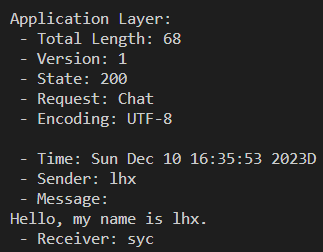 Application Layer:
- Total Length: 68
- Version: 1
- State: 200
- Request: Chat
- Encoding: UTF-8
- Time: Sun Dec 10 16:35:53 2023D
- Sender: lhx
- Message:
Hello, my name is lhx.
- Receiver: syc